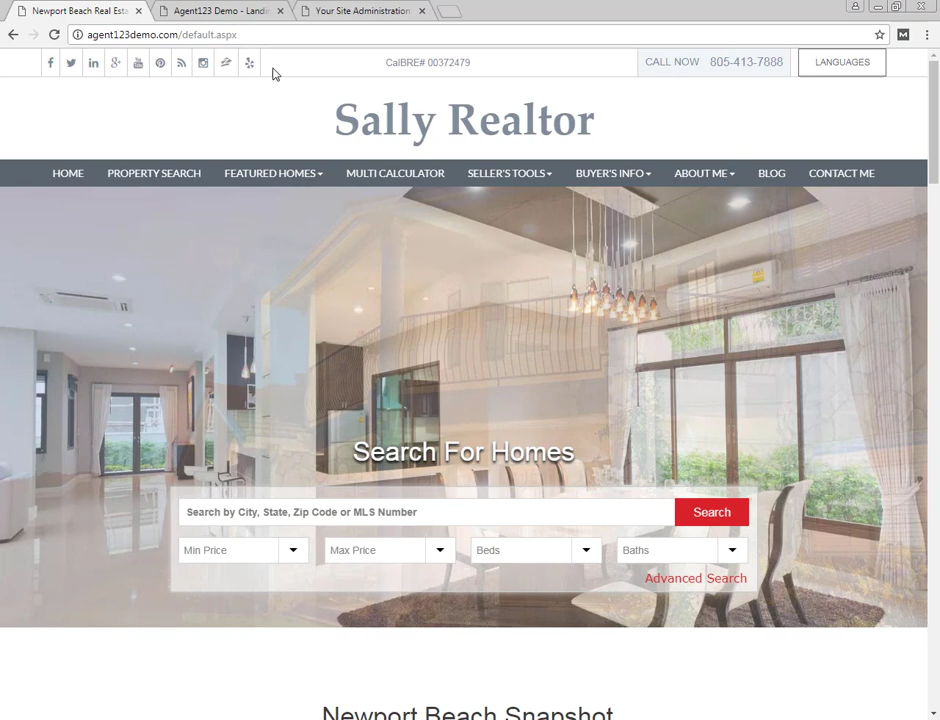 Newport Beach Real Esta
Agent123 Demo - Landin
Your Site Administration
agent123demo.com/default.aspx
CalBRE# 00372479
CALL NOW 805-413-7888
LANGUAGES
Sally Realtor
HOME PROPERTY SEARCH FEATURED HOMES MULTI CALCULATOR SELLER'S TOOLS BUYER'S INFO ABOUT ME BLOG CONTACT ME
Search For Homes
Search by City, State, Zip Code or MLS Number
Search
Min Price Max Price Beds Baths
Advanced Search
Newport Beach Snapshot